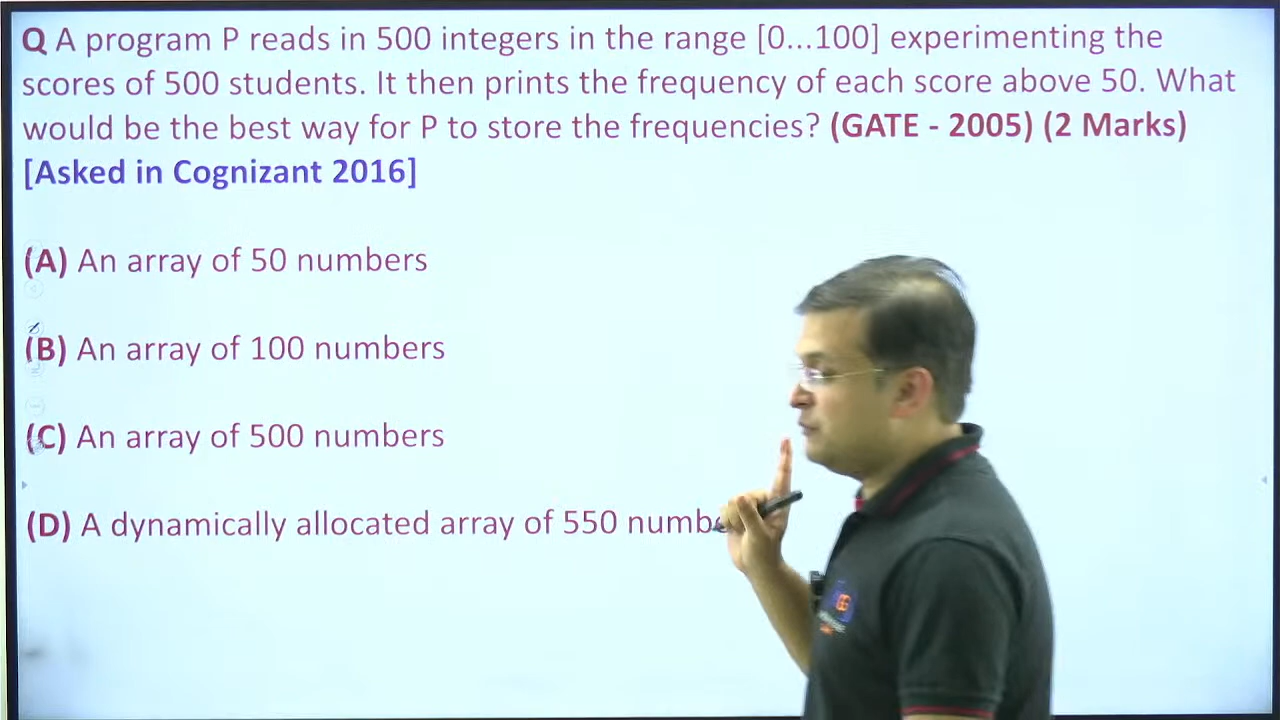 Q A program P reads in 500 integers in the range [0...100] experimenting the
scores of 500 students. It then prints the frequency of each score above 50. What
would be the best way for P to store the frequencies? (GATE - 2005) (2 Marks)
[Asked in Cognizant 2016]
(A) An array of 50 numbers
(B) An array of 100 numbers
(C) An array of 500 numbers
(D) A dynamically allocated array of 550